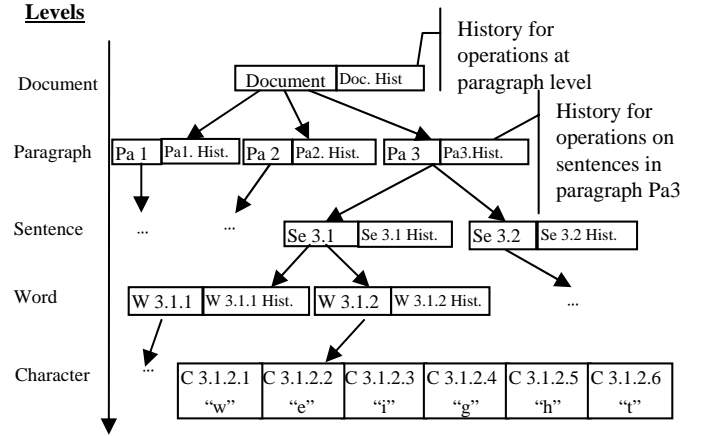 Levels
History for
operations at
paragraph level
Document
Document Doc. Hist
History for
operations on
sentences in
paragraph Pa3
Paragraph
Pa 1 Pa1. Hist. Pa 2 Pa2. Hist. Pa 3 Pa3.Hist.
... ...
Sentence
Se 3.1 Se 3.1 Hist. Se 3.2 Se 3.2 Hist.
Word
W 3.1.1 W 3.1.1 Hist. W 3.1.2 W 3.1.2 Hist. ...
...
Character
C 3.1.2.1 C 3.1.2.2 C 3.1.2.3 C 3.1.2.4 C 3.1.2.5 C 3.1.2.6
“w” “e” “i” “g” “h” “t”